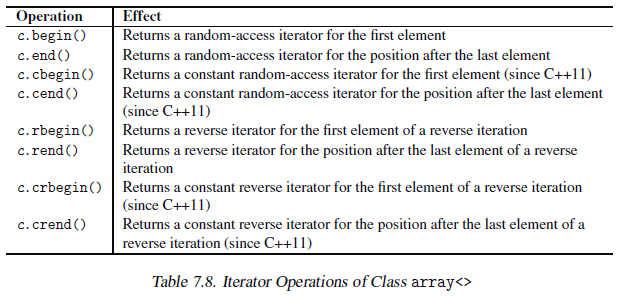 Operation Effect
c.begin() Returns a random-access iterator for the first element
c.end() Returns a random-access iterator for the position after the last element
c.cbegin() Returns a constant random-access iterator for the first element (since C++11)
c.cend() Returns a constant random-access iterator for the position after the last element
(since C++11)
c.rbegin() Returns a reverse iterator for the first element of a reverse iteration
c.rend() Returns a reverse iterator for the position after the last element of a reverse
iteration
c.crbegin() Returns a constant reverse iterator for the first element of a reverse iteration
(since C++11)
c.crend() Returns a constant reverse iterator for the position after the last element of a
reverse iteration (since C++11)
Table 7.8. Iterator Operations of Class array<>